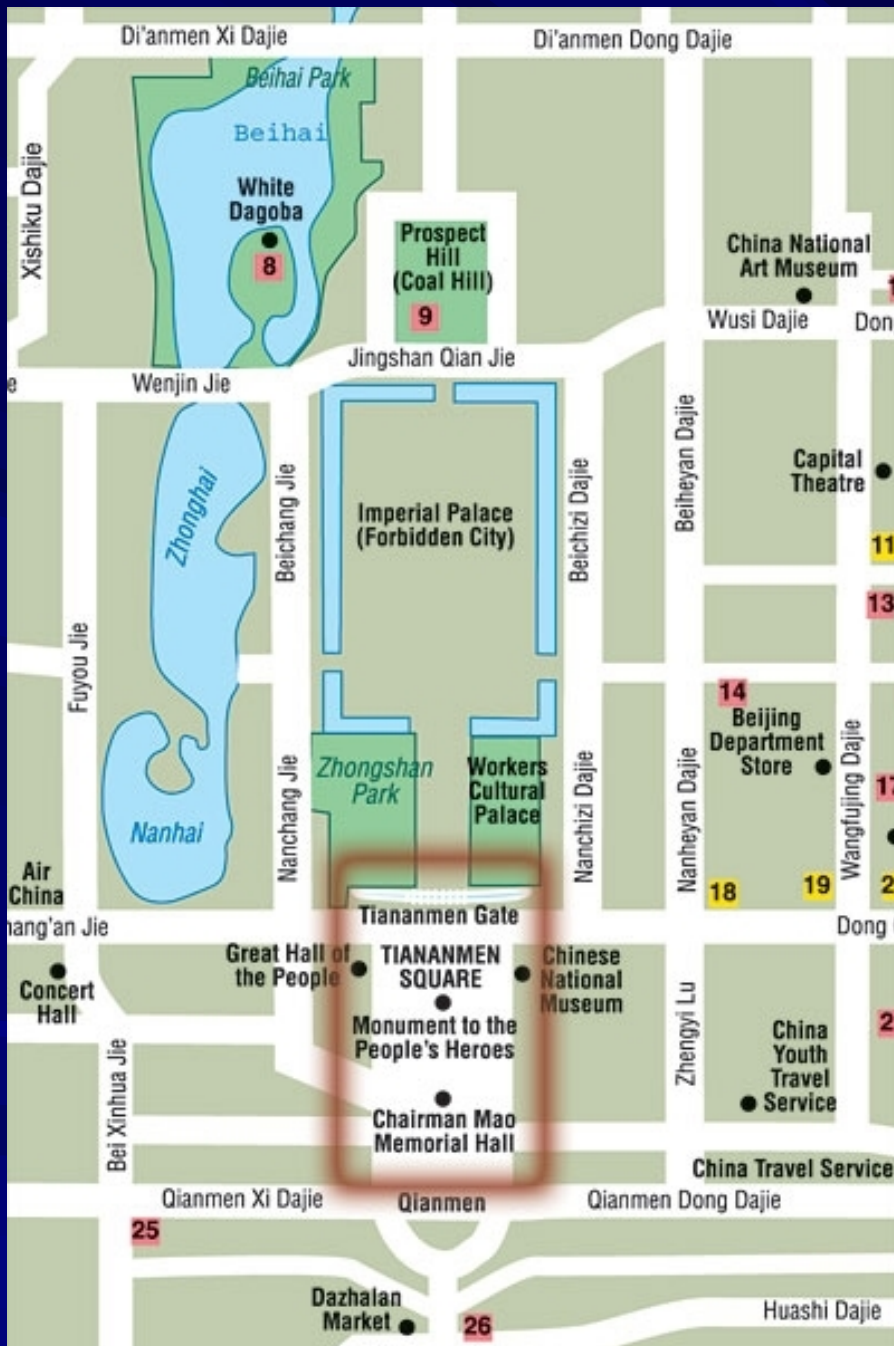 Di'anmen Xi Dajie
Di'anmen Dong Dajie
Beihai Park
Beihai
Xishiku Dajie
White
Dagoba
8
Prospect
Hill
(Coal Hill)
9
China National
Art Museum
Wusi Dajie
Jingshan Qian Jie
Wenjin Jie
Zhonghai
Beichang Jie
Imperial Palace
(Forbidden City)
Beichizi Dajie
Beiheyan Dajie
Capital
Theatre
11
13
Fuyou Jie
14
Beijing
Department
Store
Zhongshan
Park
Workers
Cultural
Palace
Nanhai
Nanchang Jie
Nanchizi Dajie
Nanheyan Dajie
Wangfujing Dajie
17
18
19
Air
China
Tiananmen Gate
Great Hall of
the People
TIANANMEN
SQUARE
Chinese
National
Museum
Dong
Concert
Hall
Monument to the
People's Heroes
Zhengyi Lu
China
Youth
Travel
Service
Bei Xinhua Jie
Chairman Mao
Memorial Hall
China Travel Service
Qianmen Xi Dajie
Qianmen
Qianmen Dong Dajie
25
Dazhalan
Market
26
Huashi Dajie